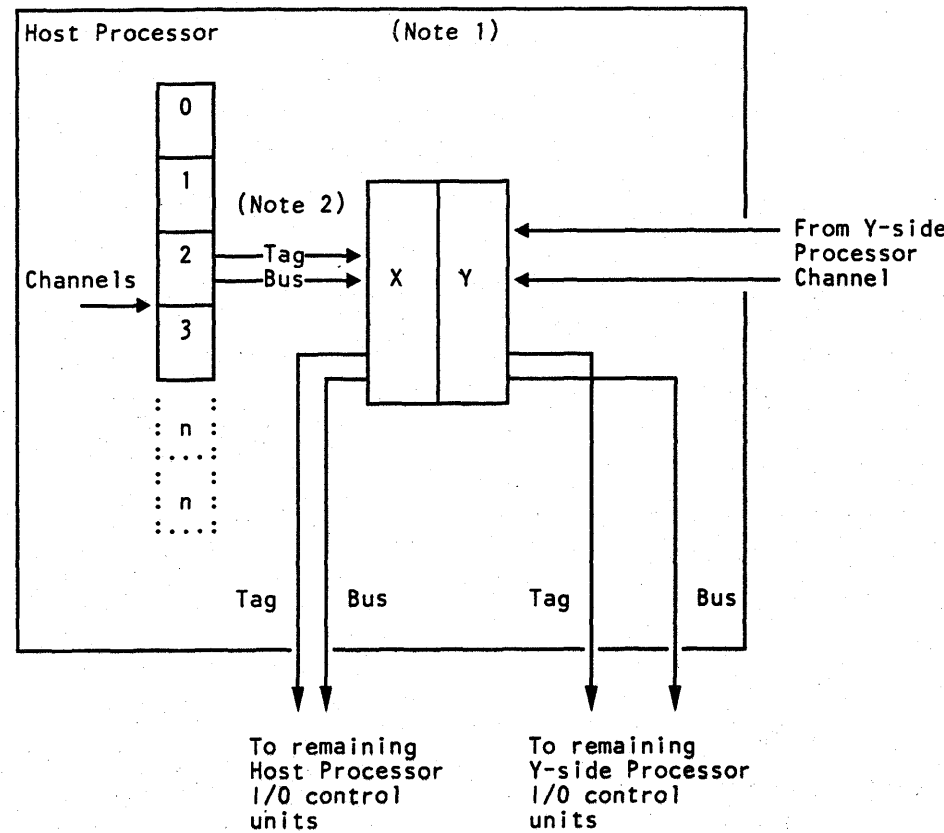 Host Processor (Note 1)
0
1
(Note 2)
2
Tag
Bus
Channels
3
n
n
X Y
From Y-side
Processor
Channel
Tag Bus Tag Bus
To remaining
Host Processor
I/O control
units
To remaining
Y-side Processor
I/O control
units